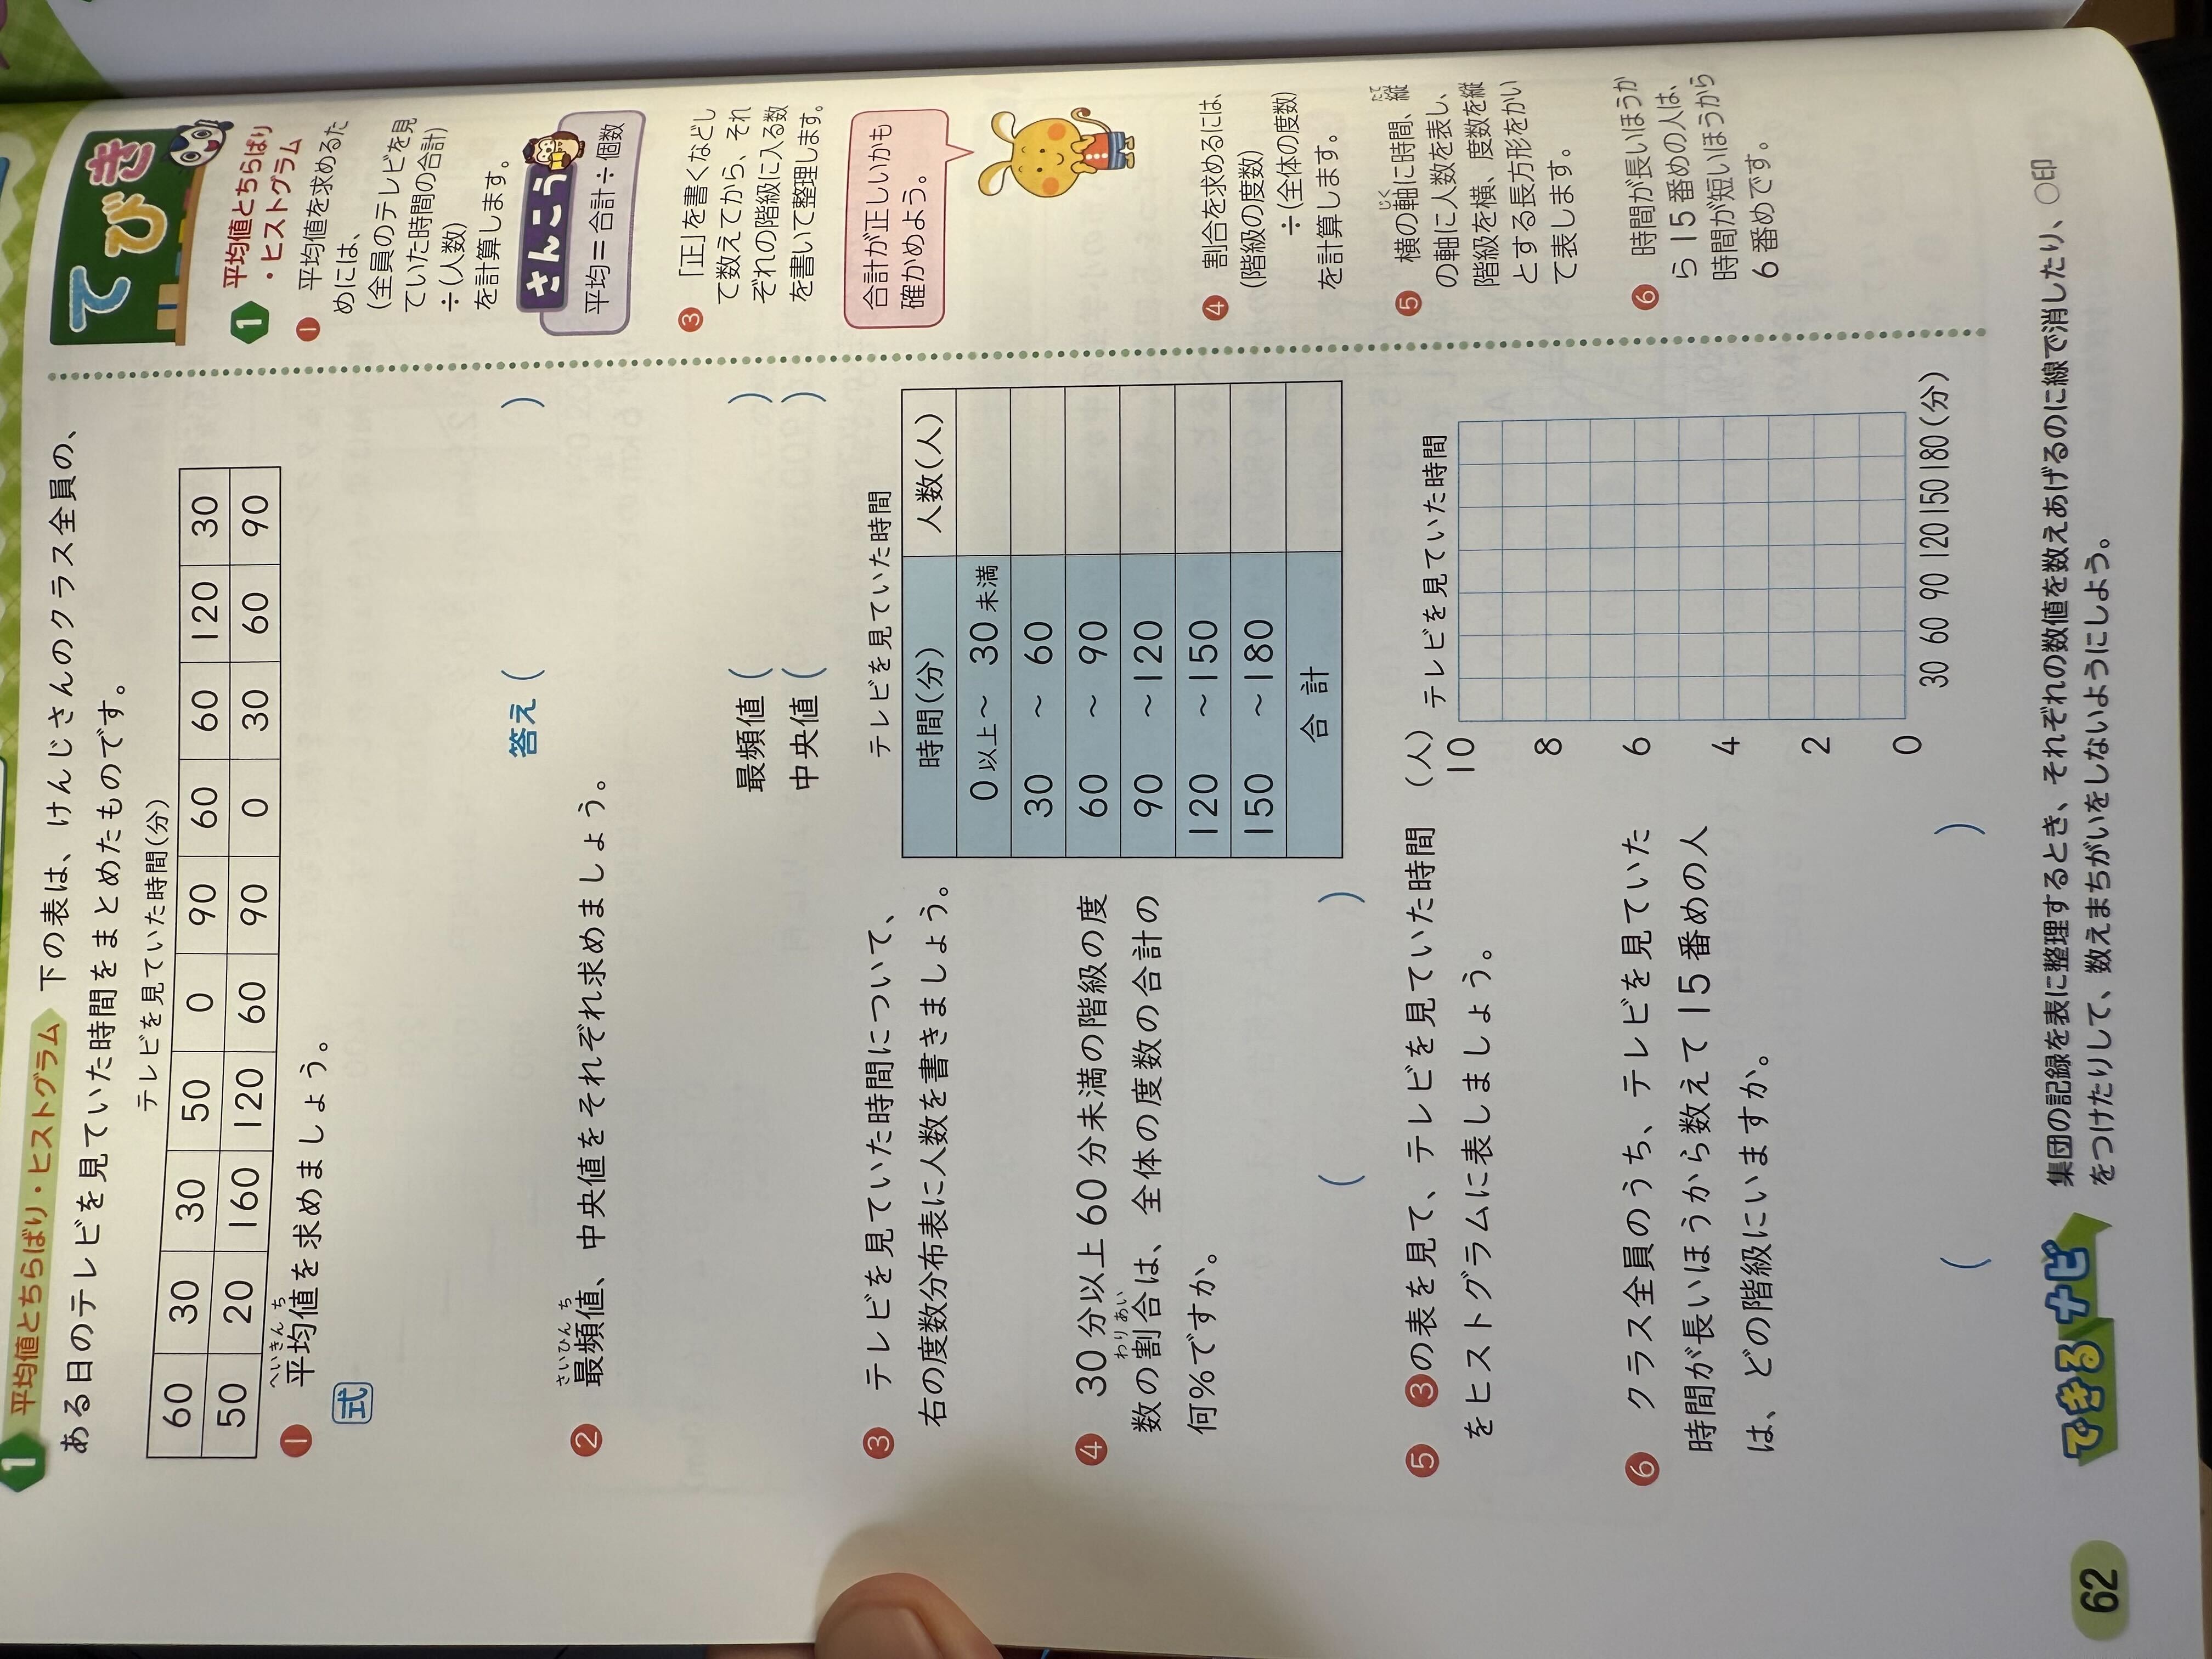 1 平均値とちらばり・ヒストグラム 下の表は、けんじさんのクラス全員の、
ある日のテレビを見ていた時間をまとめたものです。
テレビを見ていた時間(分)
60 30 30 50 0 90 60 60 120 30
50 20 160 120 60 90 0 30 60 90
❶ 平均値を求めましょう。
へいきんち
式
答え( )
❷ 最頻値、中央値をそれぞれ求めましょう。
さいひんち
最頻値( )
中央値( )
❸ テレビを見ていた時間について、
右の度数分布表に人数を書きましょう。
テレビを見ていた時間
時間(分) 人数(人)
0以上~ 30未満
30 ~ 60
60 ~ 90
90 ~120
120 ~150
150 ~180
合計
❹ 30分以上60分未満の階級の度
数の割合は、全体の度数の合計の
わりあい
何%ですか。
( )
❺ ❸の表を見て、テレビを見ていた時間
をヒストグラムに表しましょう。
(人) テレビを見ていた時間
10
8
6
4
2
0
30 60 90 120 150 180(分)
❻ クラス全員のうち、テレビを見ていた
時間が長いほうから数えて15番めの人
は、どの階級にいますか。
( )
てびき
1 平均値とちらばり
・ヒストグラム
❶ 平均値を求めるた
めには、
(全員のテレビを見
ていた時間の合計)
÷(人数)
を計算します。
さんこう
平均=合計÷個数
❸ 「正」を書くなどし
て数えてから、それ
ぞれの階級に入る数
を書いて整理します。
合計が正しいかも
確かめよう。
❹ 割合を求めるには、
(階級の度数)
÷(全体の度数)
を計算します。
❺ 横の軸に時間、縦
じく たて
の軸に人数を表し、
階級を横、度数を縦
とする長方形をかい
て表します。
❻ 時間が長いほうか
ら15番めの人は、
時間が短いほうから
6番めです。
できるナビ 集団の記録を表に整理するとき、それぞれの数値を数えあげるのに線で消したり、○印
をつけたりして、数えまちがいをしないようにしよう。
62